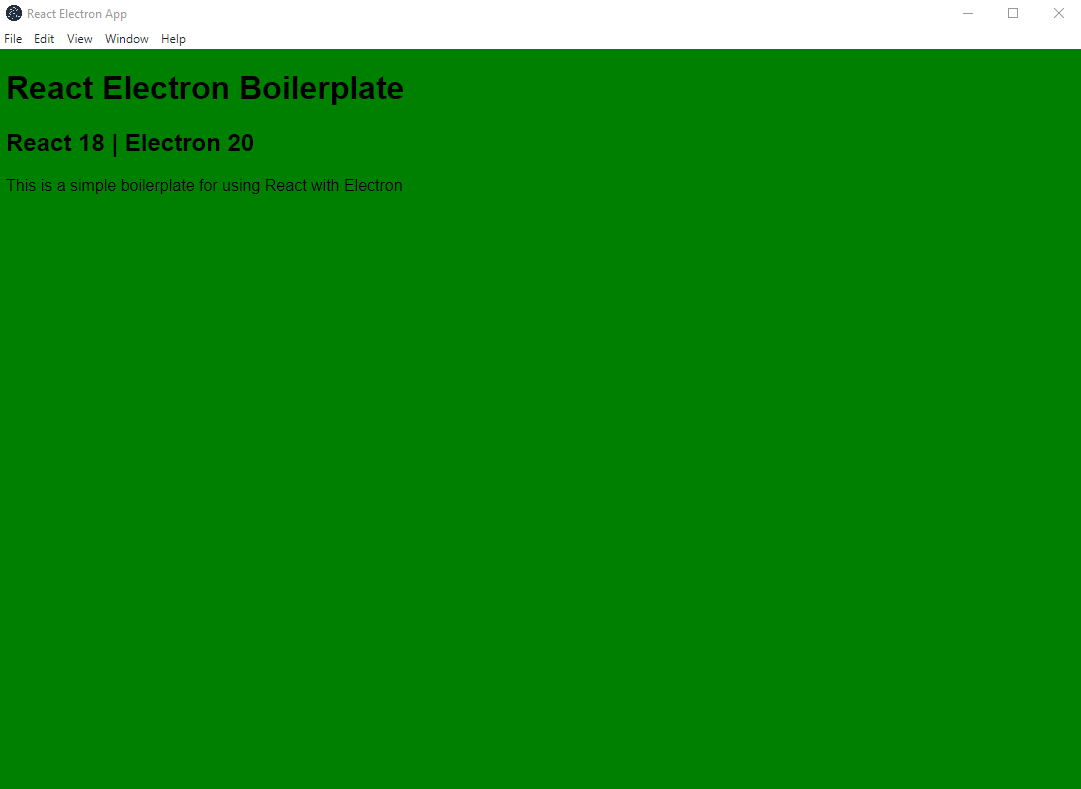 React Electron App
File Edit View Window Help
React Electron Boilerplate
React 18 | Electron 20
This is a simple boilerplate for using React with Electron